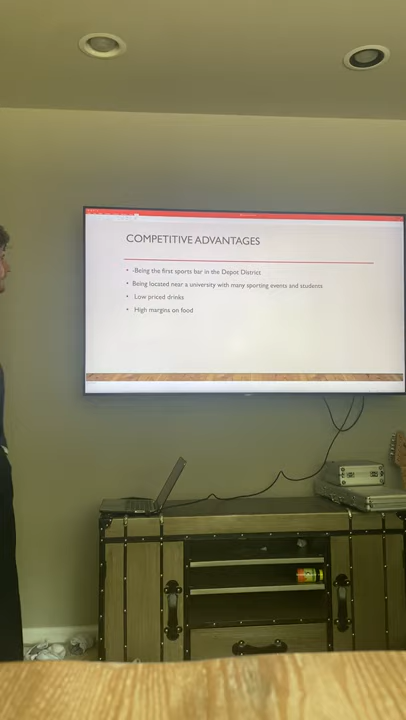 COMPETITIVE ADVANTAGES
• -Being the first sports bar in the Depot District
• Being located near a university with many sporting events and students
• Low priced drinks
• High margins on food